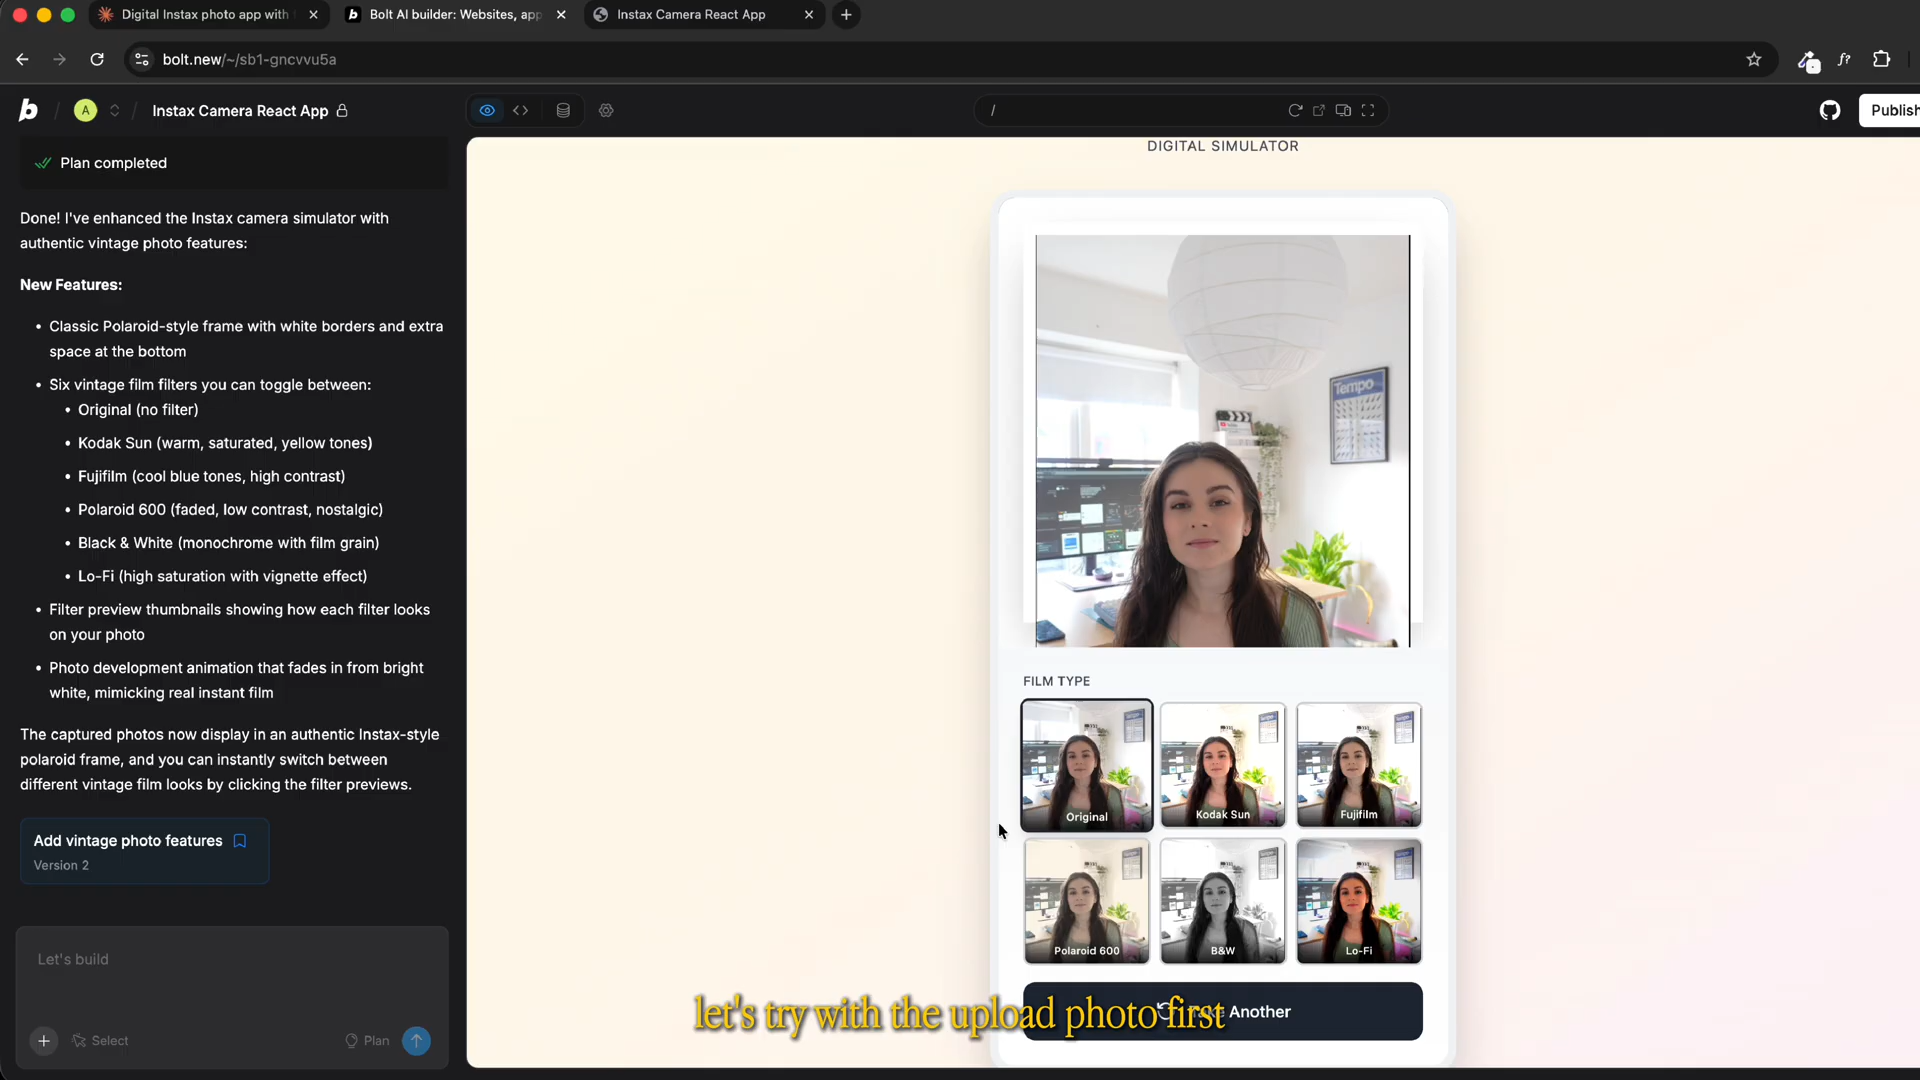 Digital Instax photo app with
Bolt AI builder: Websites, app
Instax Camera React App
bolt.new/~/sb1-gncvvu5a
f?
b
A
Instax Camera React App
/
Publish
Plan completed
Done! I've enhanced the Instax camera simulator with
authentic vintage photo features:
New Features:
• Classic Polaroid-style frame with white borders and extra
space at the bottom
• Six vintage film filters you can toggle between:
• Original (no filter)
• Kodak Sun (warm, saturated, yellow tones)
• Fujifilm (cool blue tones, high contrast)
• Polaroid 600 (faded, low contrast, nostalgic)
• Black & White (monochrome with film grain)
• Lo-Fi (high saturation with vignette effect)
• Filter preview thumbnails showing how each filter looks
on your photo
• Photo development animation that fades in from bright
white, mimicking real instant film
The captured photos now display in an authentic Instax-style
polaroid frame, and you can instantly switch between
different vintage film looks by clicking the filter previews.
Add vintage photo features
Version 2
Let's build
Select
Plan
DIGITAL SIMULATOR
Tempo
FILM TYPE
Original
Kodak Sun
Fujifilm
Polaroid 600
B&W
Lo-Fi
Another
let's try with the upload photo first